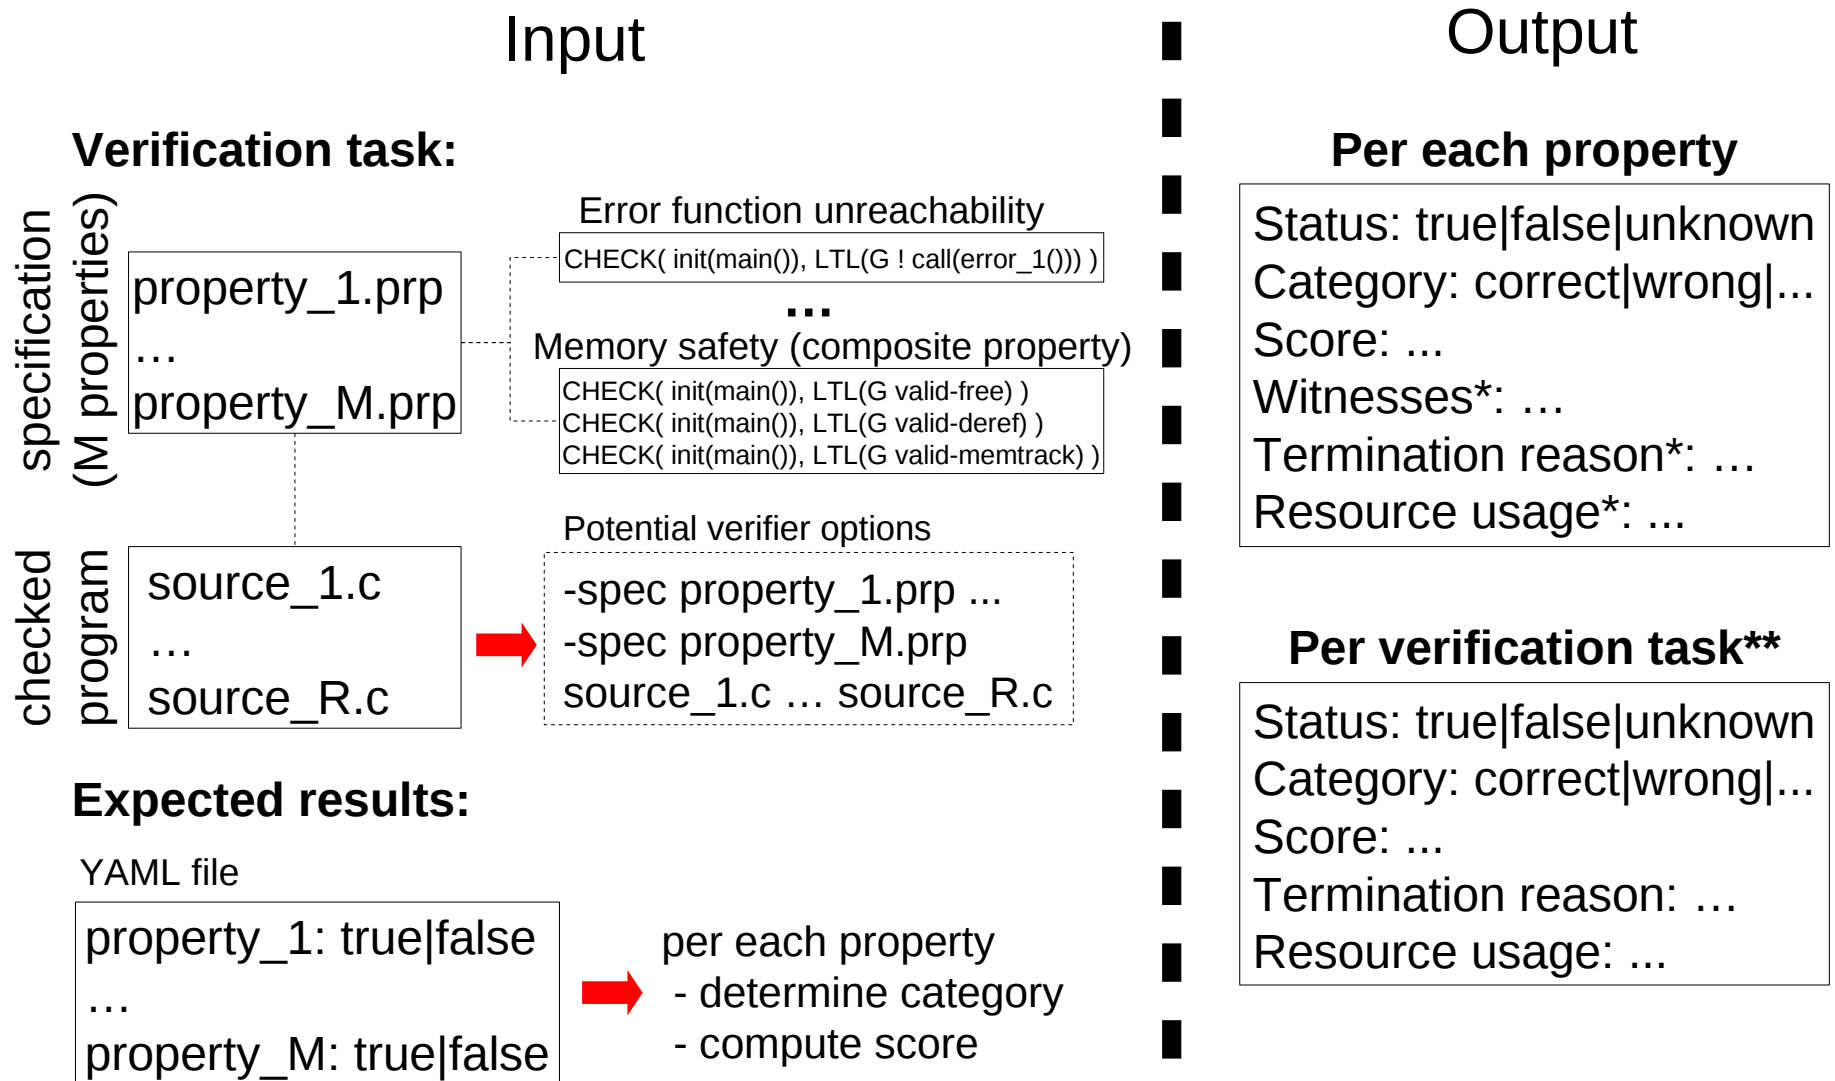 Input
Verification task:
specification
(M properties)
property_1.prp
…
property_M.prp
Error function unreachability
CHECK( init(main()), LTL(G ! call(error_1())) )
...
Memory safety (composite property)
CHECK( init(main()), LTL(G valid-free) )
CHECK( init(main()), LTL(G valid-deref) )
CHECK( init(main()), LTL(G valid-memtrack) )
checked
program
source_1.c
…
source_R.c
Potential verifier options
-spec property_1.prp ...
-spec property_M.prp
source_1.c … source_R.c
Expected results:
YAML file
property_1: true|false
…
property_M: true|false
per each property
- determine category
- compute score
Output
Per each property
Status: true|false|unknown
Category: correct|wrong|...
Score: ...
Witnesses*: …
Termination reason*: …
Resource usage*: ...
Per verification task**
Status: true|false|unknown
Category: correct|wrong|...
Score: ...
Termination reason: …
Resource usage: ...